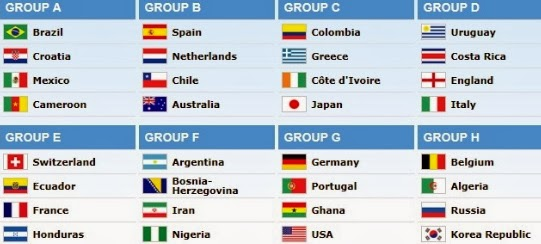 GROUP A
Brazil
Croatia
Mexico
Cameroon
GROUP B
Spain
Netherlands
Chile
Australia
GROUP C
Colombia
Greece
Côte d'Ivoire
Japan
GROUP D
Uruguay
Costa Rica
England
Italy
GROUP E
Switzerland
Ecuador
France
Honduras
GROUP F
Argentina
Bosnia-
Herzegovina
Iran
Nigeria
GROUP G
Germany
Portugal
Ghana
USA
GROUP H
Belgium
Algeria
Russia
Korea Republic